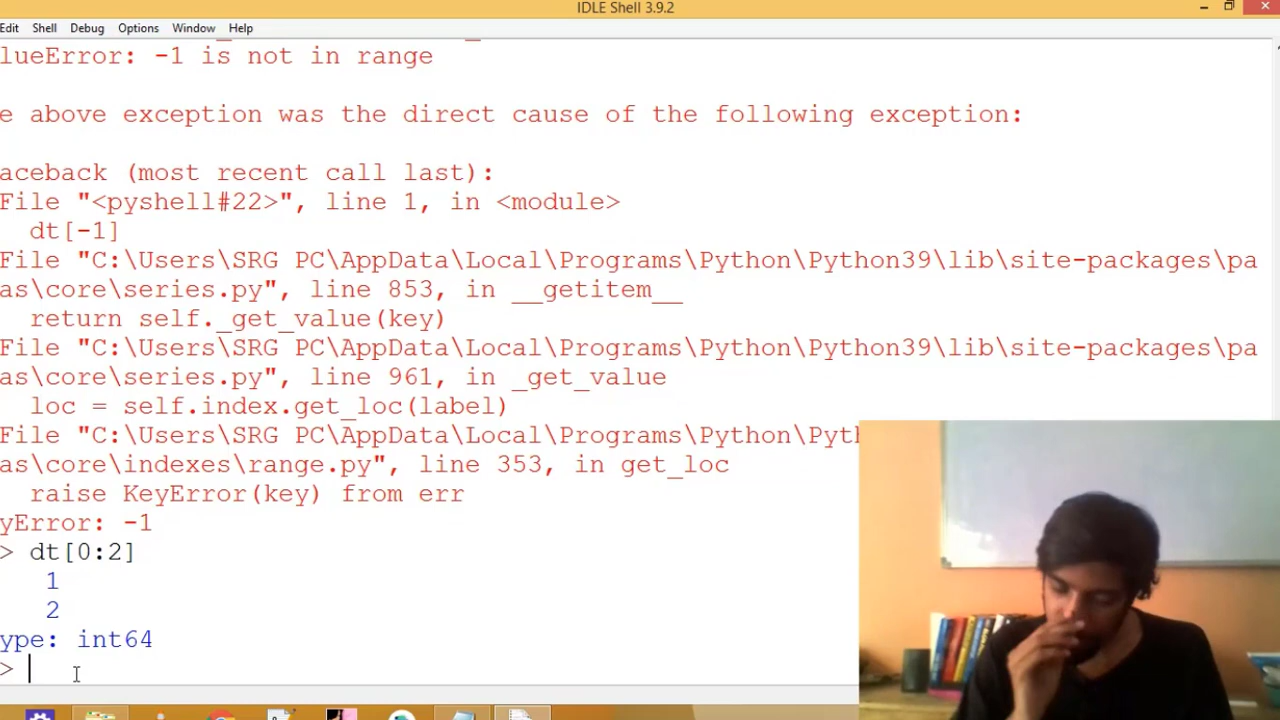 IDLE Shell 3.9.2
Edit Shell Debug Options Window Help
lueError: -1 is not in range
e above exception was the direct cause of the following exception:
aceback (most recent call last):
File "<pyshell#22>", line 1, in <module>
dt[-1]
File "C:\Users\SRG PC\AppData\Local\Programs\Python\Python39\lib\site-packages\pa
as\core\series.py", line 853, in __getitem__
return self._get_value(key)
File "C:\Users\SRG PC\AppData\Local\Programs\Python\Python39\lib\site-packages\pa
as\core\series.py", line 961, in _get_value
loc = self.index.get_loc(label)
File "C:\Users\SRG PC\AppData\Local\Programs\Python\Pyth
as\core\indexes\range.py", line 353, in get_loc
raise KeyError(key) from err
yError: -1
> dt[0:2]
1
2
ype: int64
>